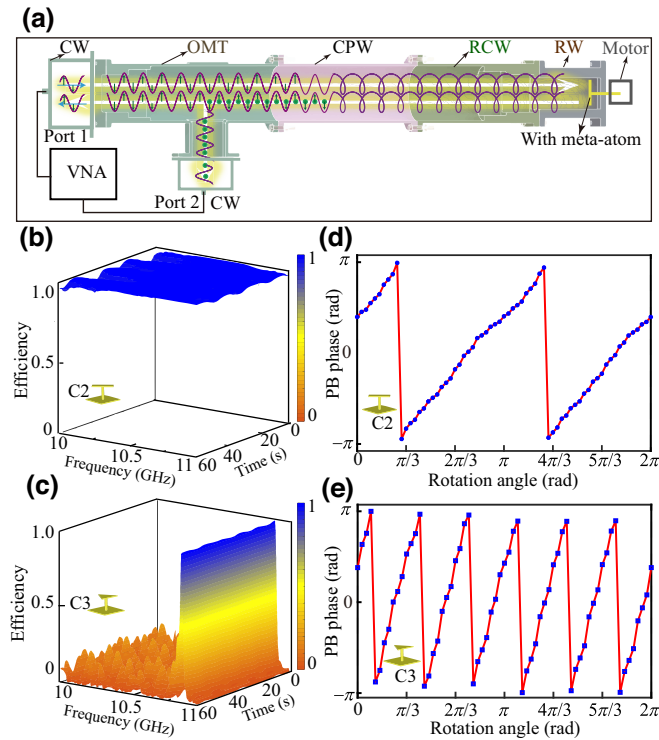 (a)
CW OMT CPW RCW RW Motor
Port 1
With meta-atom
VNA
Port 2 CW
(b)
1.0
0.5
0
Efficiency
C2
10
10.5
11
Frequency (GHz)
60
40
20
Time (s)
1
0
(d)
π
0
−π
PB phase (rad)
C2
0 π/3 2π/3 π 4π/3 5π/3 2π
Rotation angle (rad)
(c)
1.0
0.5
0
Efficiency
C3
10
10.5
11
Frequency (GHz)
60
40
20
Time (s)
1
0
(e)
π
0
−π
PB phase (rad)
C3
0 π/3 2π/3 π 4π/3 5π/3 2π
Rotation angle (rad)